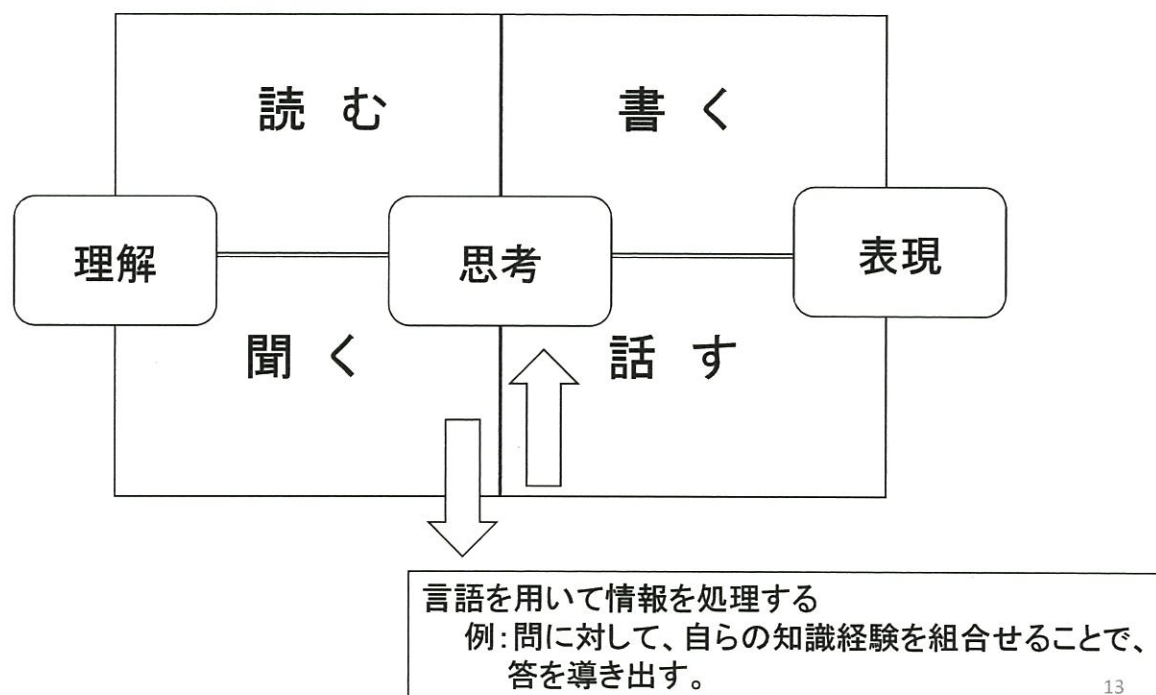 読 む
書 く
理解
思考
表現
聞 く
話 す
言語を用いて情報を処理する
例:問に対して、自らの知識経験を組合せることで、
答を導き出す。
13